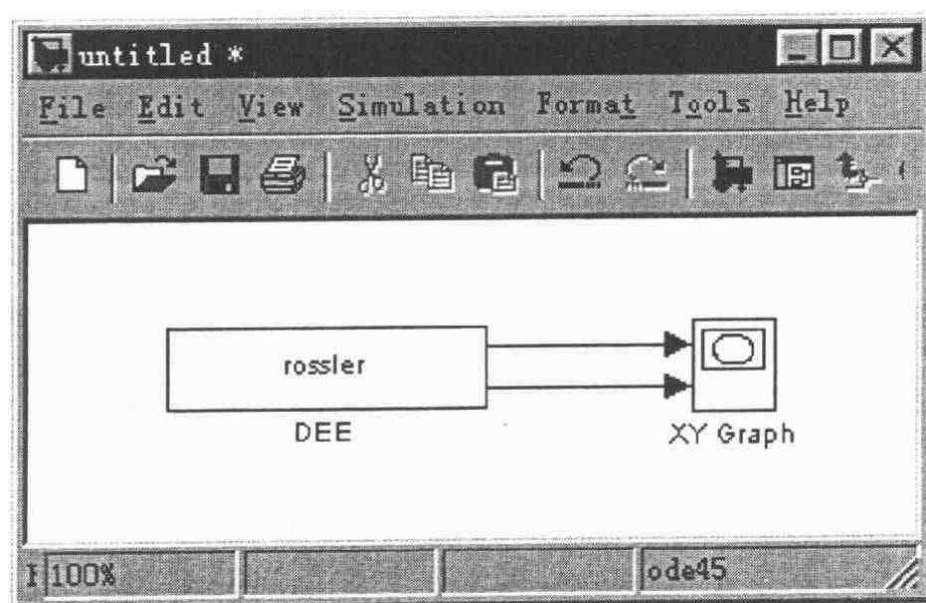 untitled *
File Edit View Simulation Format Tools Help
rossler
DEE
XY Graph
100% ode45